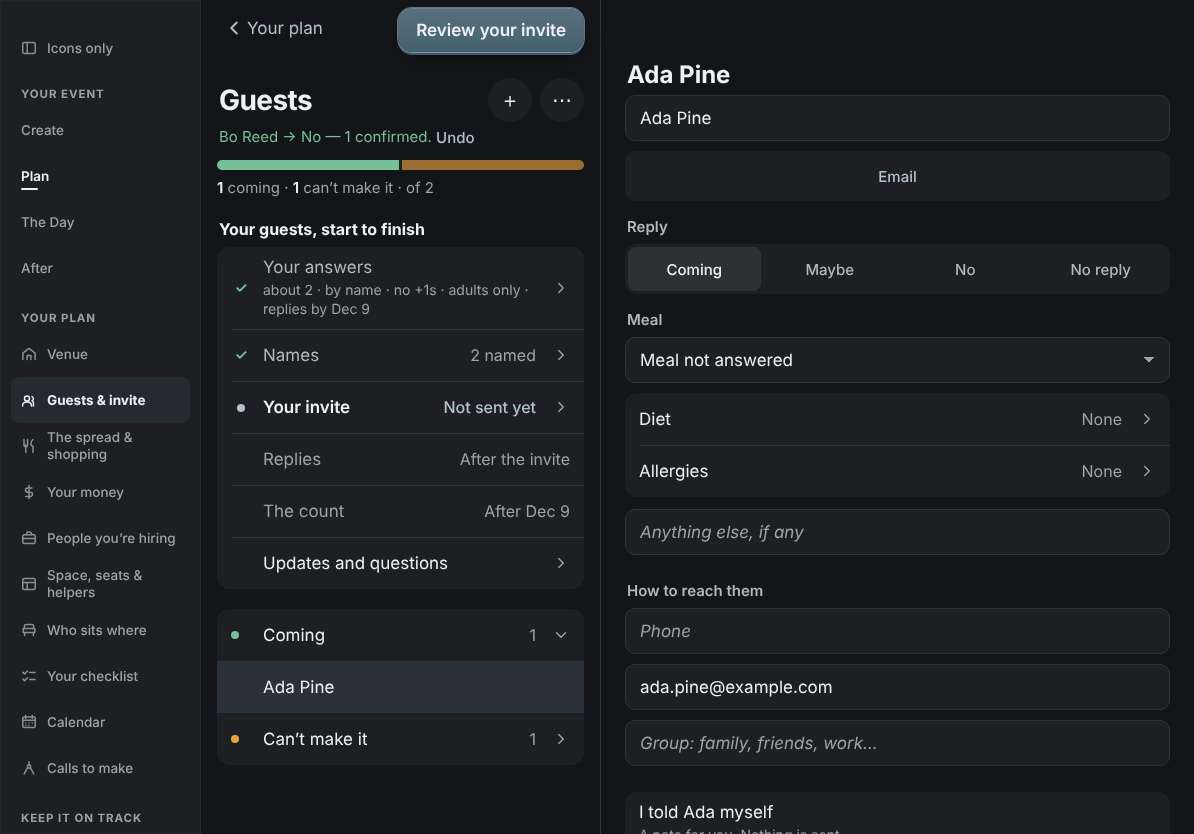 Icons only
YOUR EVENT
Create
Plan
The Day
After
YOUR PLAN
Venue
Guests & invite
The spread &
shopping
Your money
People you’re hiring
Space, seats &
helpers
Who sits where
Your checklist
Calendar
Calls to make
KEEP IT ON TRACK
Your plan
Review your invite
Guests
Bo Reed → No — 1 confirmed. Undo
1 coming · 1 can’t make it · of 2
Your guests, start to finish
Your answers
about 2 · by name · no +1s · adults only ·
replies by Dec 9
Names 2 named
Your invite Not sent yet
Replies After the invite
The count After Dec 9
Updates and questions
Coming 1
Ada Pine
Can’t make it 1
Ada Pine
Ada Pine
Email
Reply
Coming Maybe No No reply
Meal
Meal not answered
Diet None
Allergies None
Anything else, if any
How to reach them
Phone
ada.pine@example.com
Group: family, friends, work...
I told Ada myself
A note for you. Nothing is sent